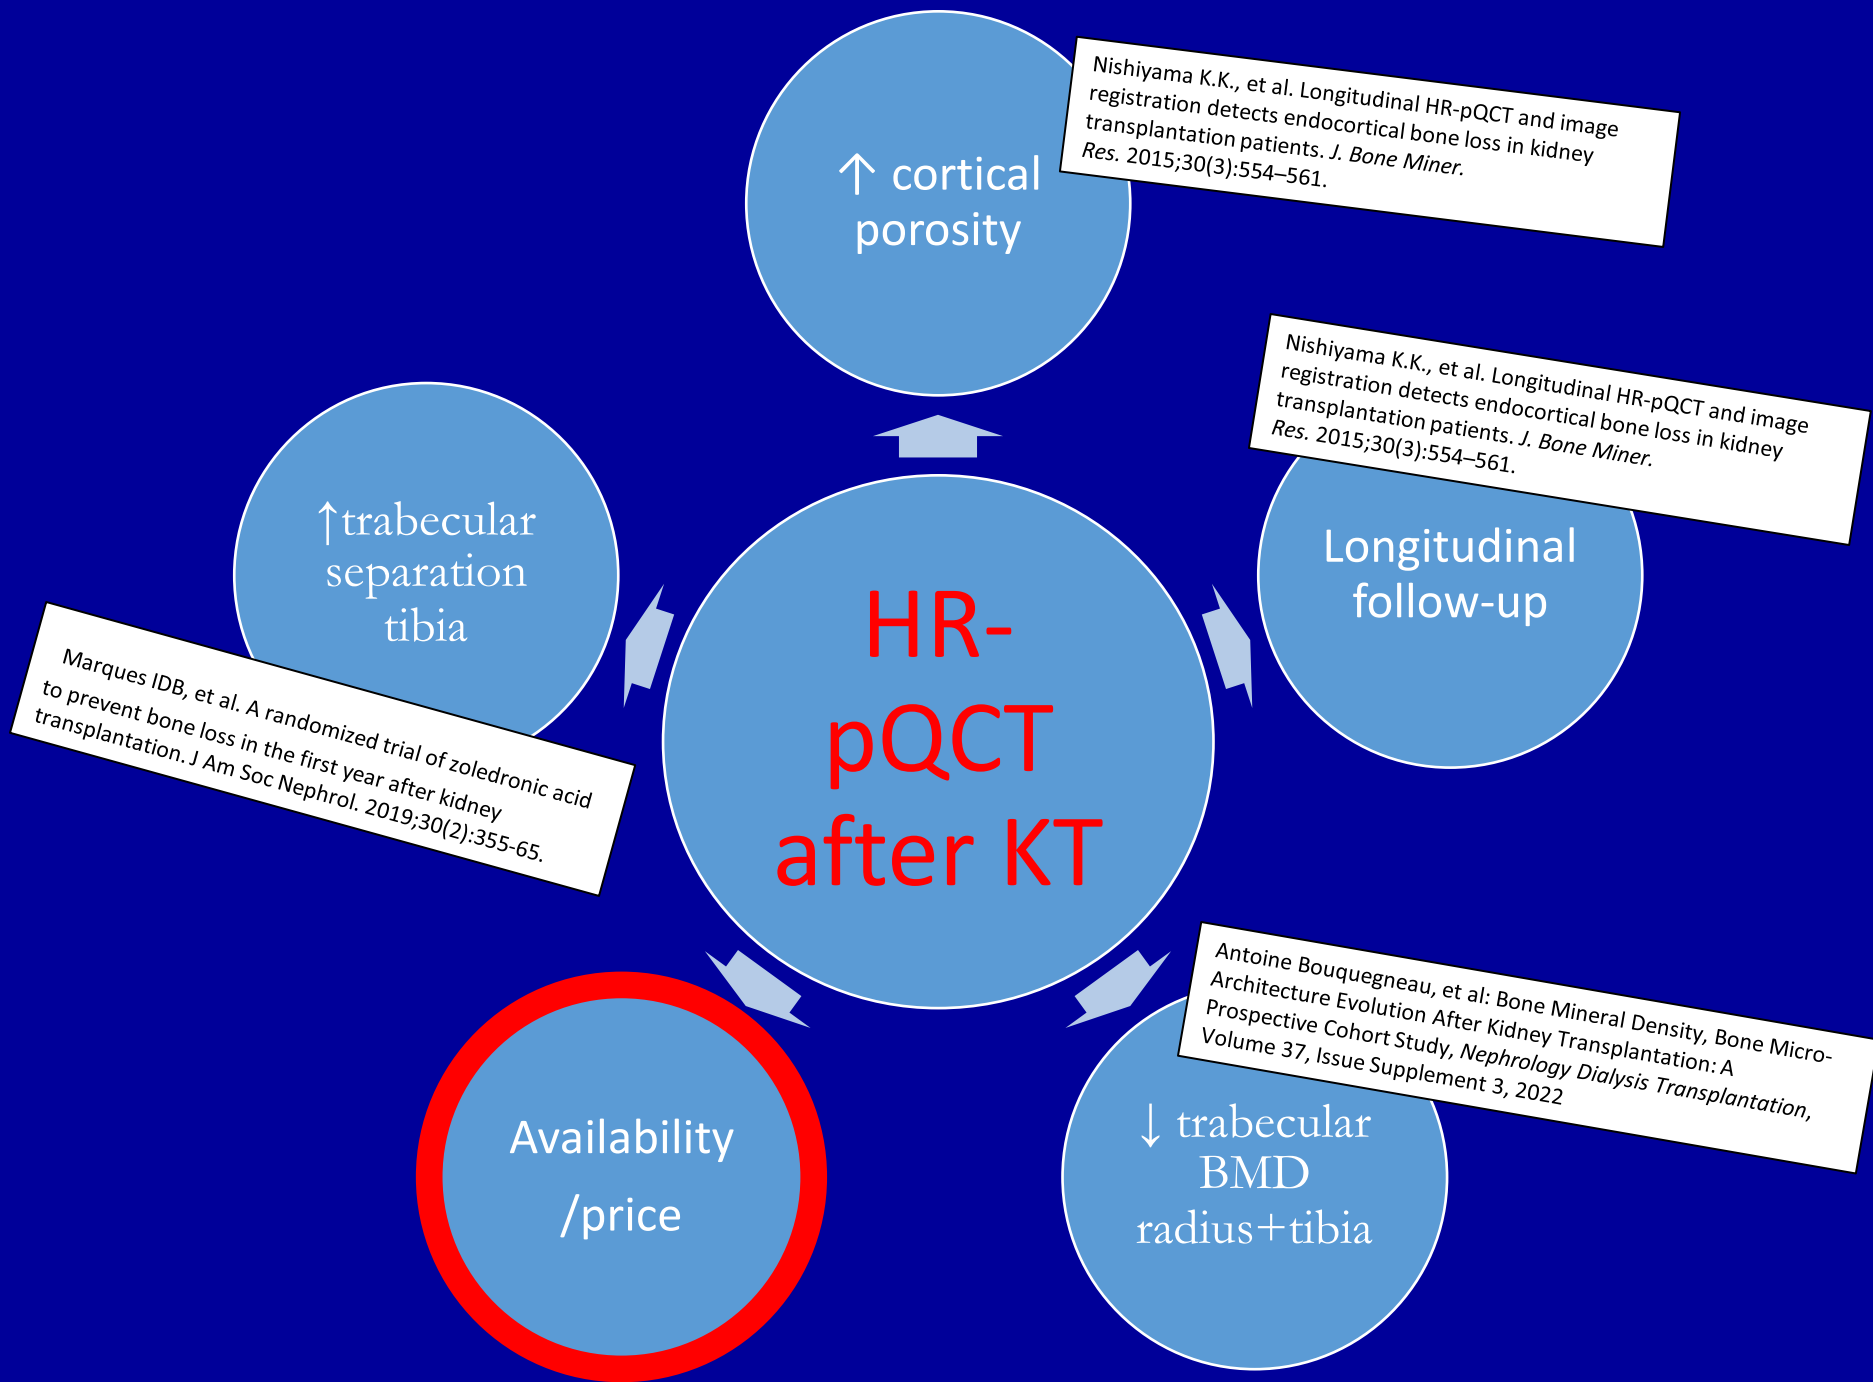 ↑ cortical
porosity
Nishiyama K.K., et al. Longitudinal HR-pQCT and image
registration detects endocortical bone loss in kidney
transplantation patients. J. Bone Miner.
Res. 2015;30(3):554–561.
Nishiyama K.K., et al. Longitudinal HR-pQCT and image
registration detects endocortical bone loss in kidney
transplantation patients. J. Bone Miner.
Res. 2015;30(3):554–561.
Longitudinal
follow-up
↑trabecular
separation
tibia
Marques IDB, et al. A randomized trial of zoledronic acid
to prevent bone loss in the first year after kidney
transplantation. J Am Soc Nephrol. 2019;30(2):355-65.
HR-
pQCT
after KT
Antoine Bouquegneau, et al: Bone Mineral Density, Bone Micro-
Architecture Evolution After Kidney Transplantation: A
Prospective Cohort Study, Nephrology Dialysis Transplantation,
Volume 37, Issue Supplement 3, 2022
↓ trabecular
BMD
radius+tibia
Availability
/price